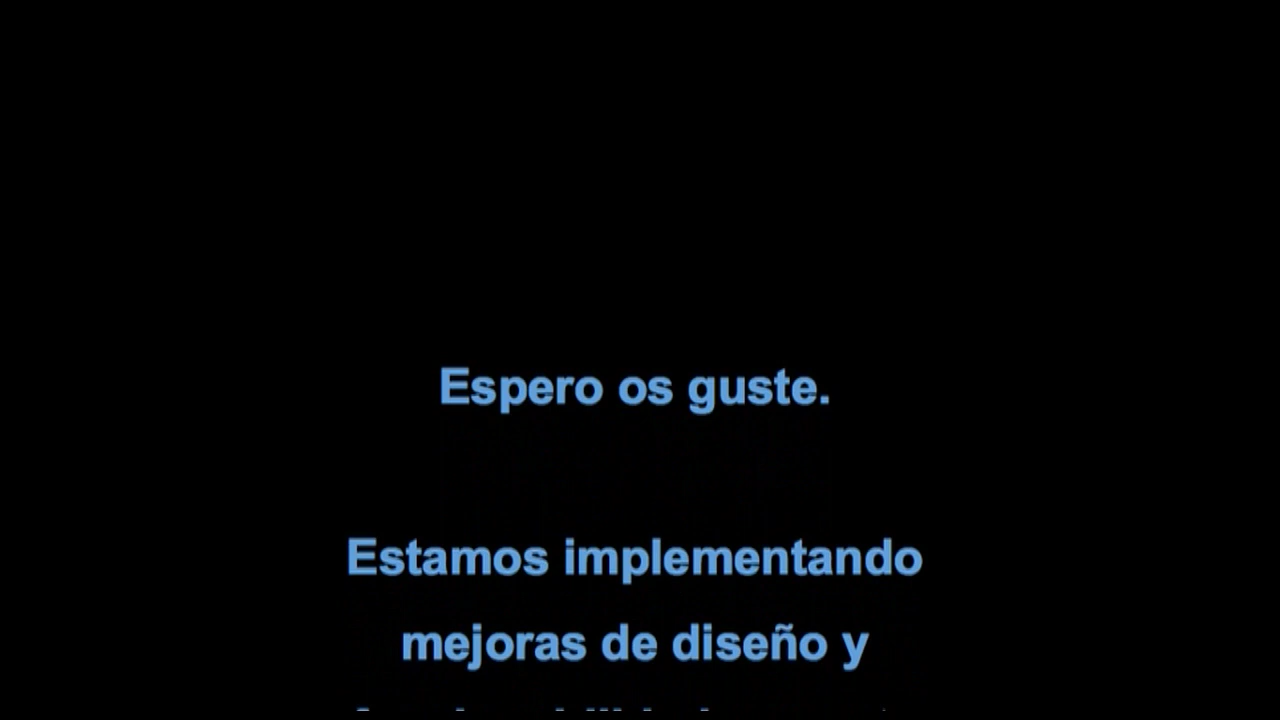 Espero os guste.
Estamos implementando
mejoras de diseño y